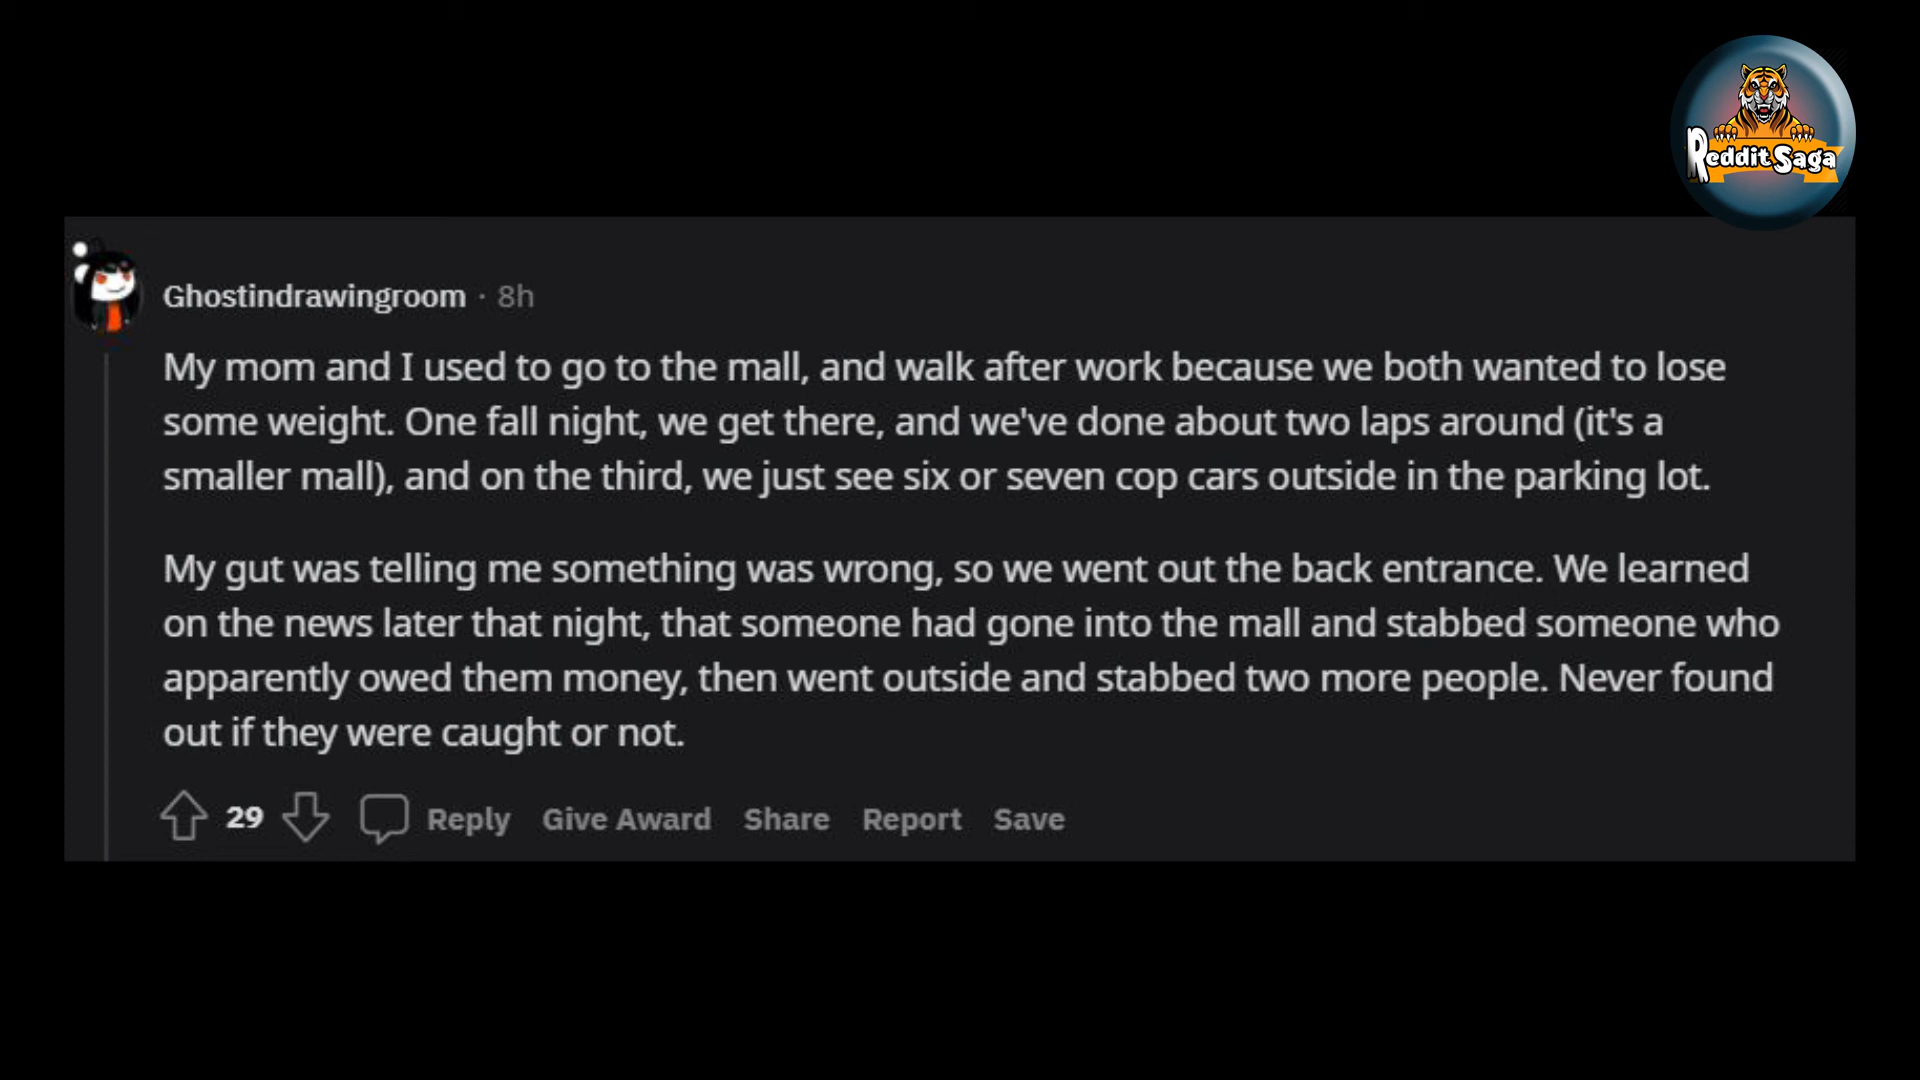 Reddit Saga
Ghostindrawingroom · 8h
My mom and I used to go to the mall, and walk after work because we both wanted to lose
some weight. One fall night, we get there, and we've done about two laps around (it's a
smaller mall), and on the third, we just see six or seven cop cars outside in the parking lot.
My gut was telling me something was wrong, so we went out the back entrance. We learned
on the news later that night, that someone had gone into the mall and stabbed someone who
apparently owed them money, then went outside and stabbed two more people. Never found
out if they were caught or not.
29 Reply Give Award Share Report Save